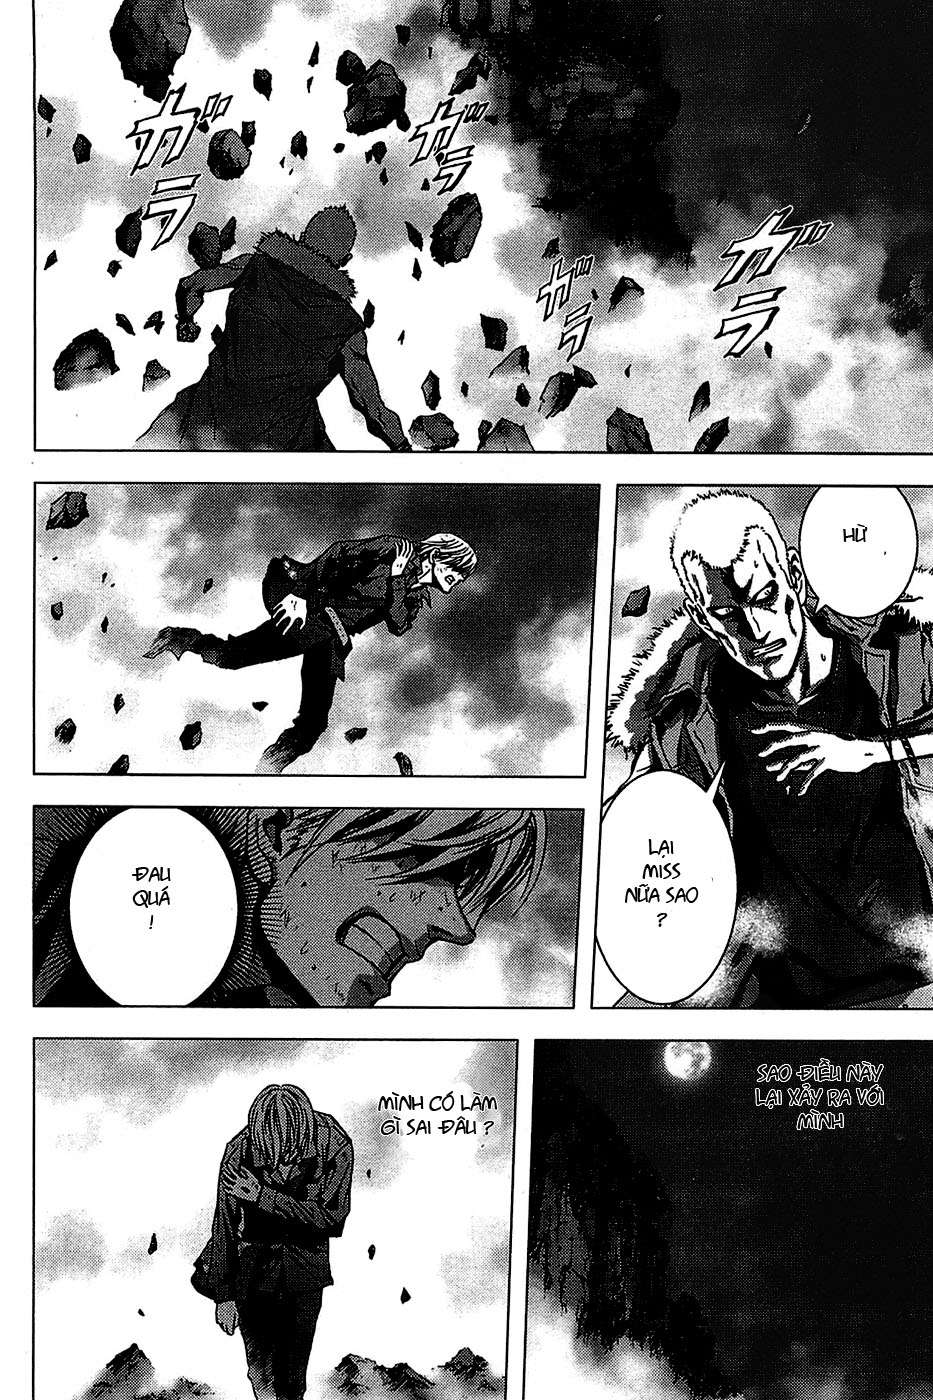 ガラ
ガラ
ガラ
ガラ
HỪ
LẠI
MISS
NỮA SAO
?
ĐAU
QUÁ
!
SAO ĐIỀU NÀY
LẠI XẢY RA VỚI
MÌNH
MÌNH CÓ LÀM
GÌ SAI ĐÂU ?